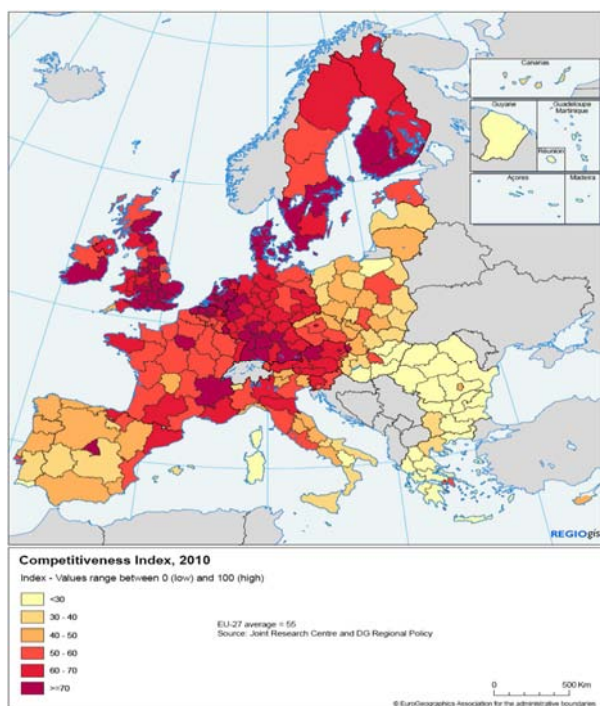 Canarias
Guyane
Guadeloupe
Martinique
Réunion
Açores
Madeira
REGIOgis
Competitiveness Index, 2010
Index - Values range between 0 (low) and 100 (high)
<30
30 - 40
40 - 50
50 - 60
60 - 70
>=70
EU-27 average = 55
Source: Joint Research Centre and DG Regional Policy
0
500 Km
© EuroGeographics Association for the administrative boundaries